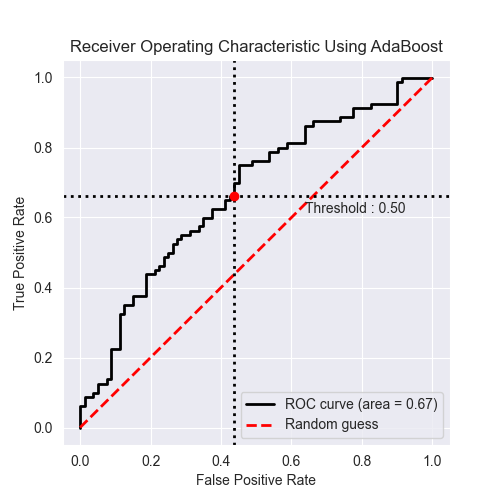 Receiver Operating Characteristic Using AdaBoost
1.0
0.8
0.6
0.4
0.2
0.0
True Positive Rate
Threshold : 0.50
ROC curve (area = 0.67)
Random guess
0.0 0.2 0.4 0.6 0.8 1.0
False Positive Rate